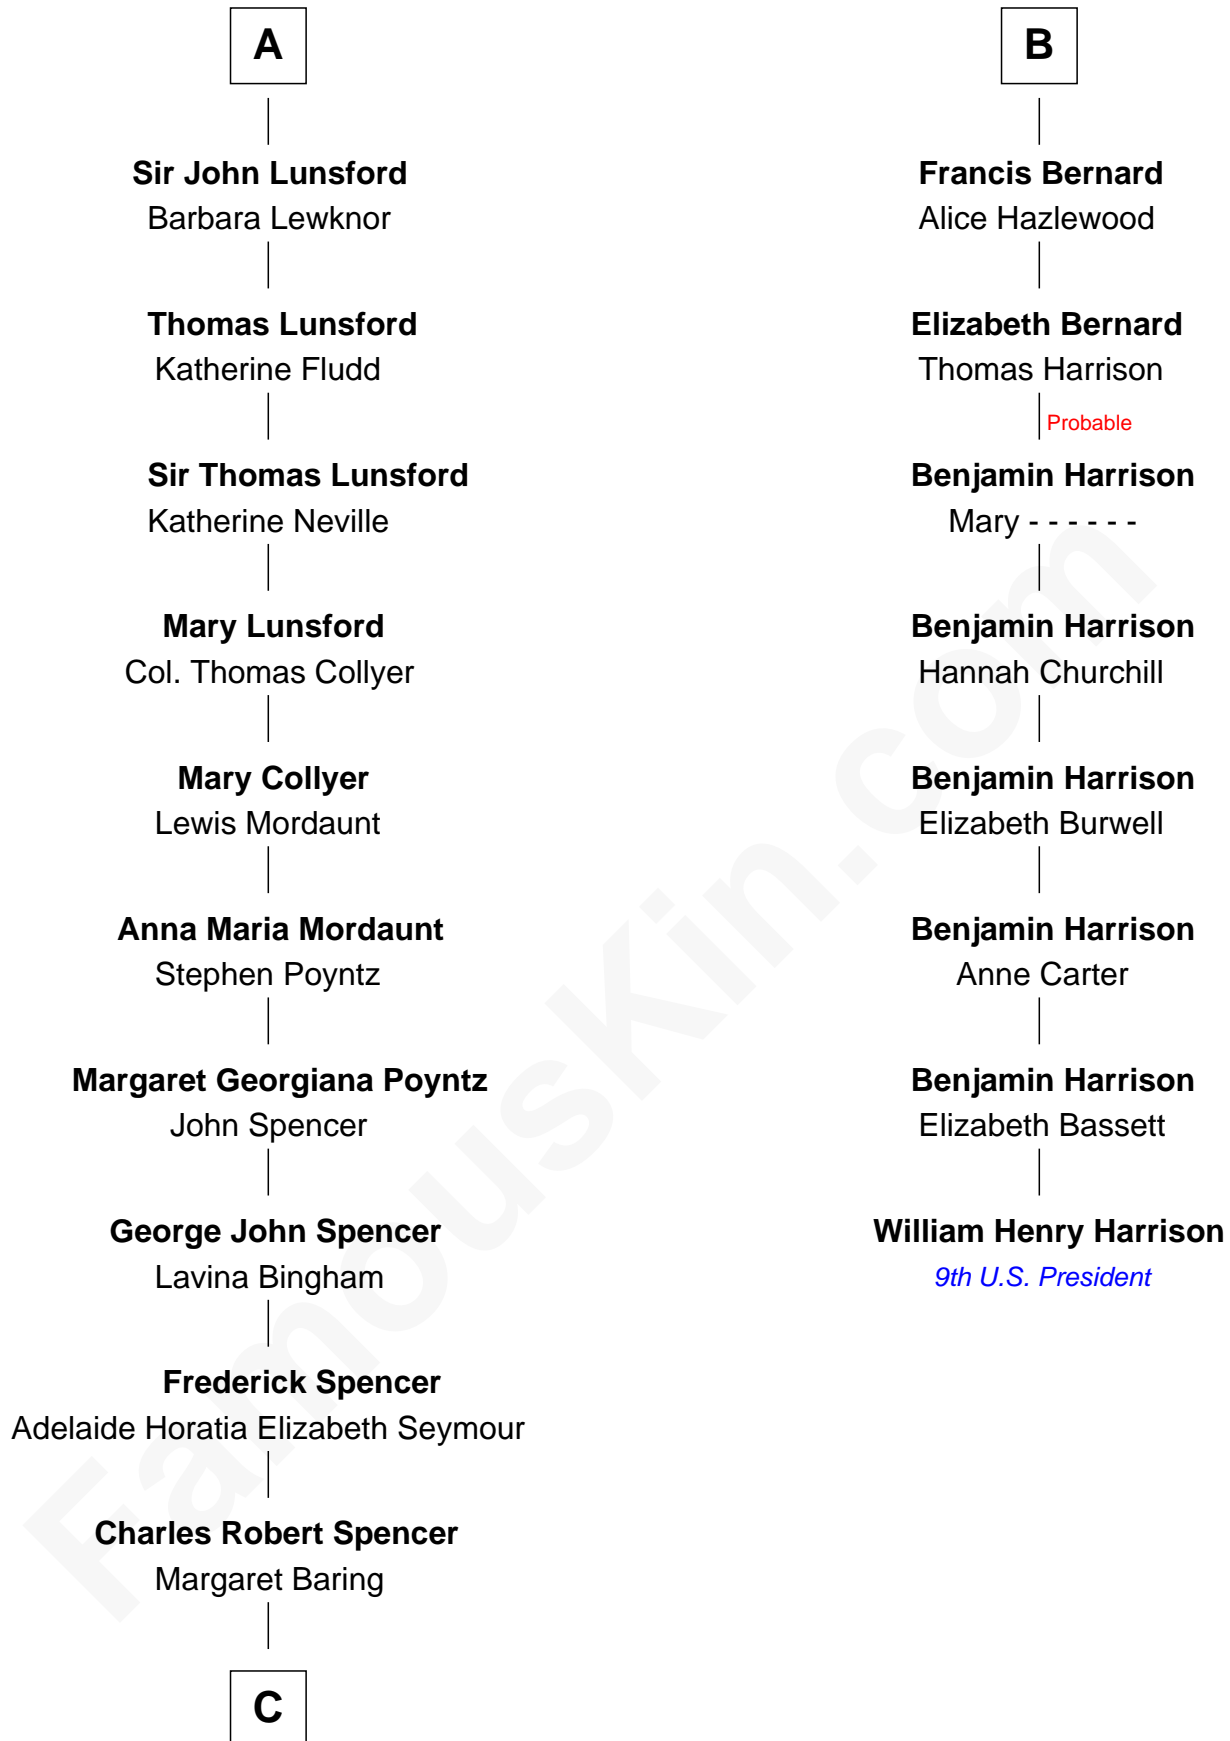 A
Sir John Lunsford
Barbara Lewknor
Thomas Lunsford
Katherine Fludd
Sir Thomas Lunsford
Katherine Neville
Mary Lunsford
Col. Thomas Collyer
Mary Collyer
Lewis Mordaunt
Anna Maria Mordaunt
Stephen Poyntz
Margaret Georgiana Poyntz
John Spencer
George John Spencer
Lavina Bingham
Frederick Spencer
Adelaide Horatia Elizabeth Seymour
Charles Robert Spencer
Margaret Baring
C
B
Francis Bernard
Alice Hazlewood
Elizabeth Bernard
Thomas Harrison
Probable
Benjamin Harrison
Mary - - - - - -
Benjamin Harrison
Hannah Churchill
Benjamin Harrison
Elizabeth Burwell
Benjamin Harrison
Anne Carter
Benjamin Harrison
Elizabeth Bassett
William Henry Harrison
9th U.S. President
FamousKin.com